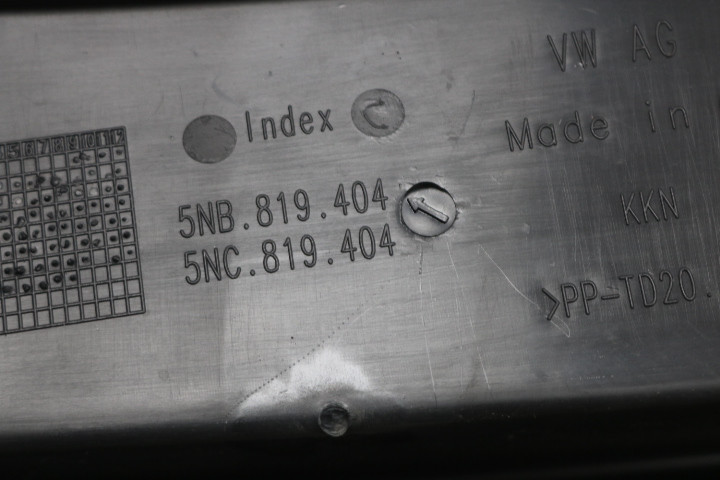 VW AG
Index
Made in
5NB.819.404
5NC.819.404
KKN
>PP-TD20.